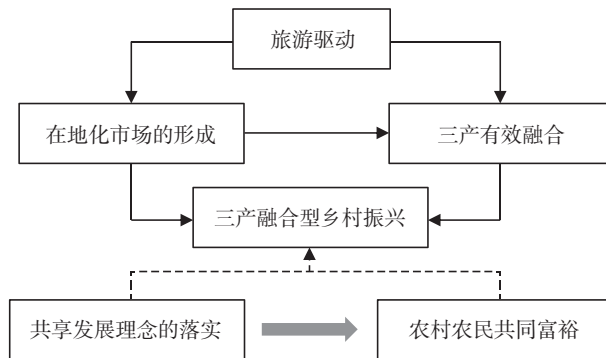 旅游驱动
在地化市场的形成
三产有效融合
三产融合型乡村振兴
共享发展理念的落实
农村农民共同富裕